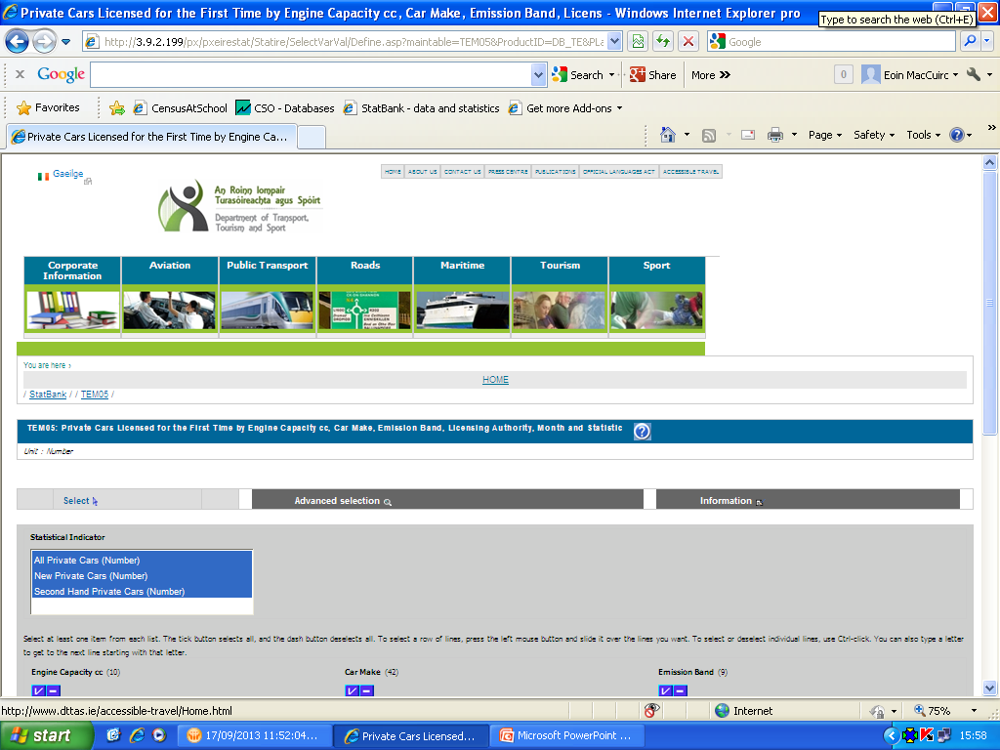 Private Cars Licensed for the First Time by Engine Capacity cc, Car Make, Emission Band, Licens - Windows Internet Explorer pro
Type to search the web (Ctrl+E)
http://3.9.2.199/px/pxeirestat/Statire/SelectVarVal/Define.asp?maintable=TEM05&ProductID=DB_TE&PLa
Google
x Google Search Share More »
0 Eoin MacCuirc
Favorites CensusAtSchool CSO - Databases StatBank - data and statistics Get more Add-ons
Private Cars Licensed for the First Time by Engine Ca...
Page Safety Tools »
Gaeilge
HOME ABOUT US CONTACT US PRESS CENTRE PUBLICATIONS OFFICIAL LANGUAGES ACT ACCESSIBLE TRAVEL
An Roinn Iompair
Turasóireachta agus Spóirt
Department of Transport,
Tourism and Sport
Corporate Information Aviation Public Transport Roads Maritime Tourism Sport
You are here ›
HOME
/ StatBank / / TEM05 /
TEM05: Private Cars Licensed for the First Time by Engine Capacity cc, Car Make, Emission Band, Licensing Authority, Month and Statistic ?
Unit : Number
Select Advanced selection Information
Statistical Indicator
All Private Cars (Number)
New Private Cars (Number)
Second Hand Private Cars (Number)
Select at least one item from each list. The tick button selects all, and the dash button deselects all. To select a row of lines, press the left mouse button and slide it over the lines you want. To select or deselect individual lines, use Ctrl-click. You can also type a letter
to get to the next line starting with that letter.
Engine Capacity cc (10) Car Make (42) Emission Band (9)
http://www.dttas.ie/accessible-travel/Home.html Internet 75%
start 17/09/2013 11:52:04... Private Cars Licensed... Microsoft PowerPoint ... 15:58